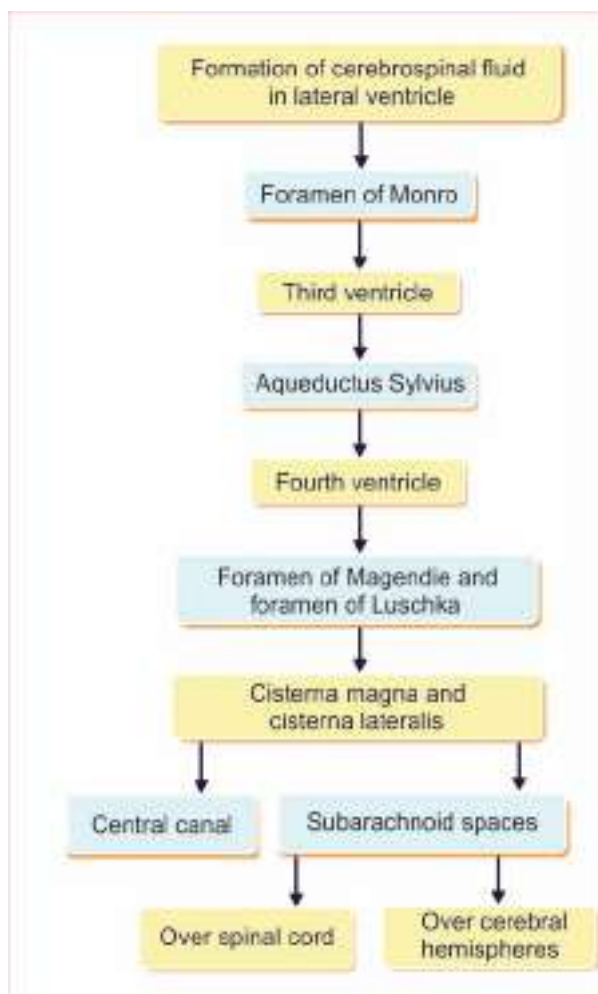 Formation of cerebrospinal fluid
in lateral ventricle
Foramen of Monro
Third ventricle
Aqueductus Sylvius
Fourth ventricle
Foramen of Magendie and
foramen of Luschka
Cisterna magna and
cisterna lateralis
Central canal
Subarachnoid spaces
Over spinal cord
Over cerebral
hemispheres